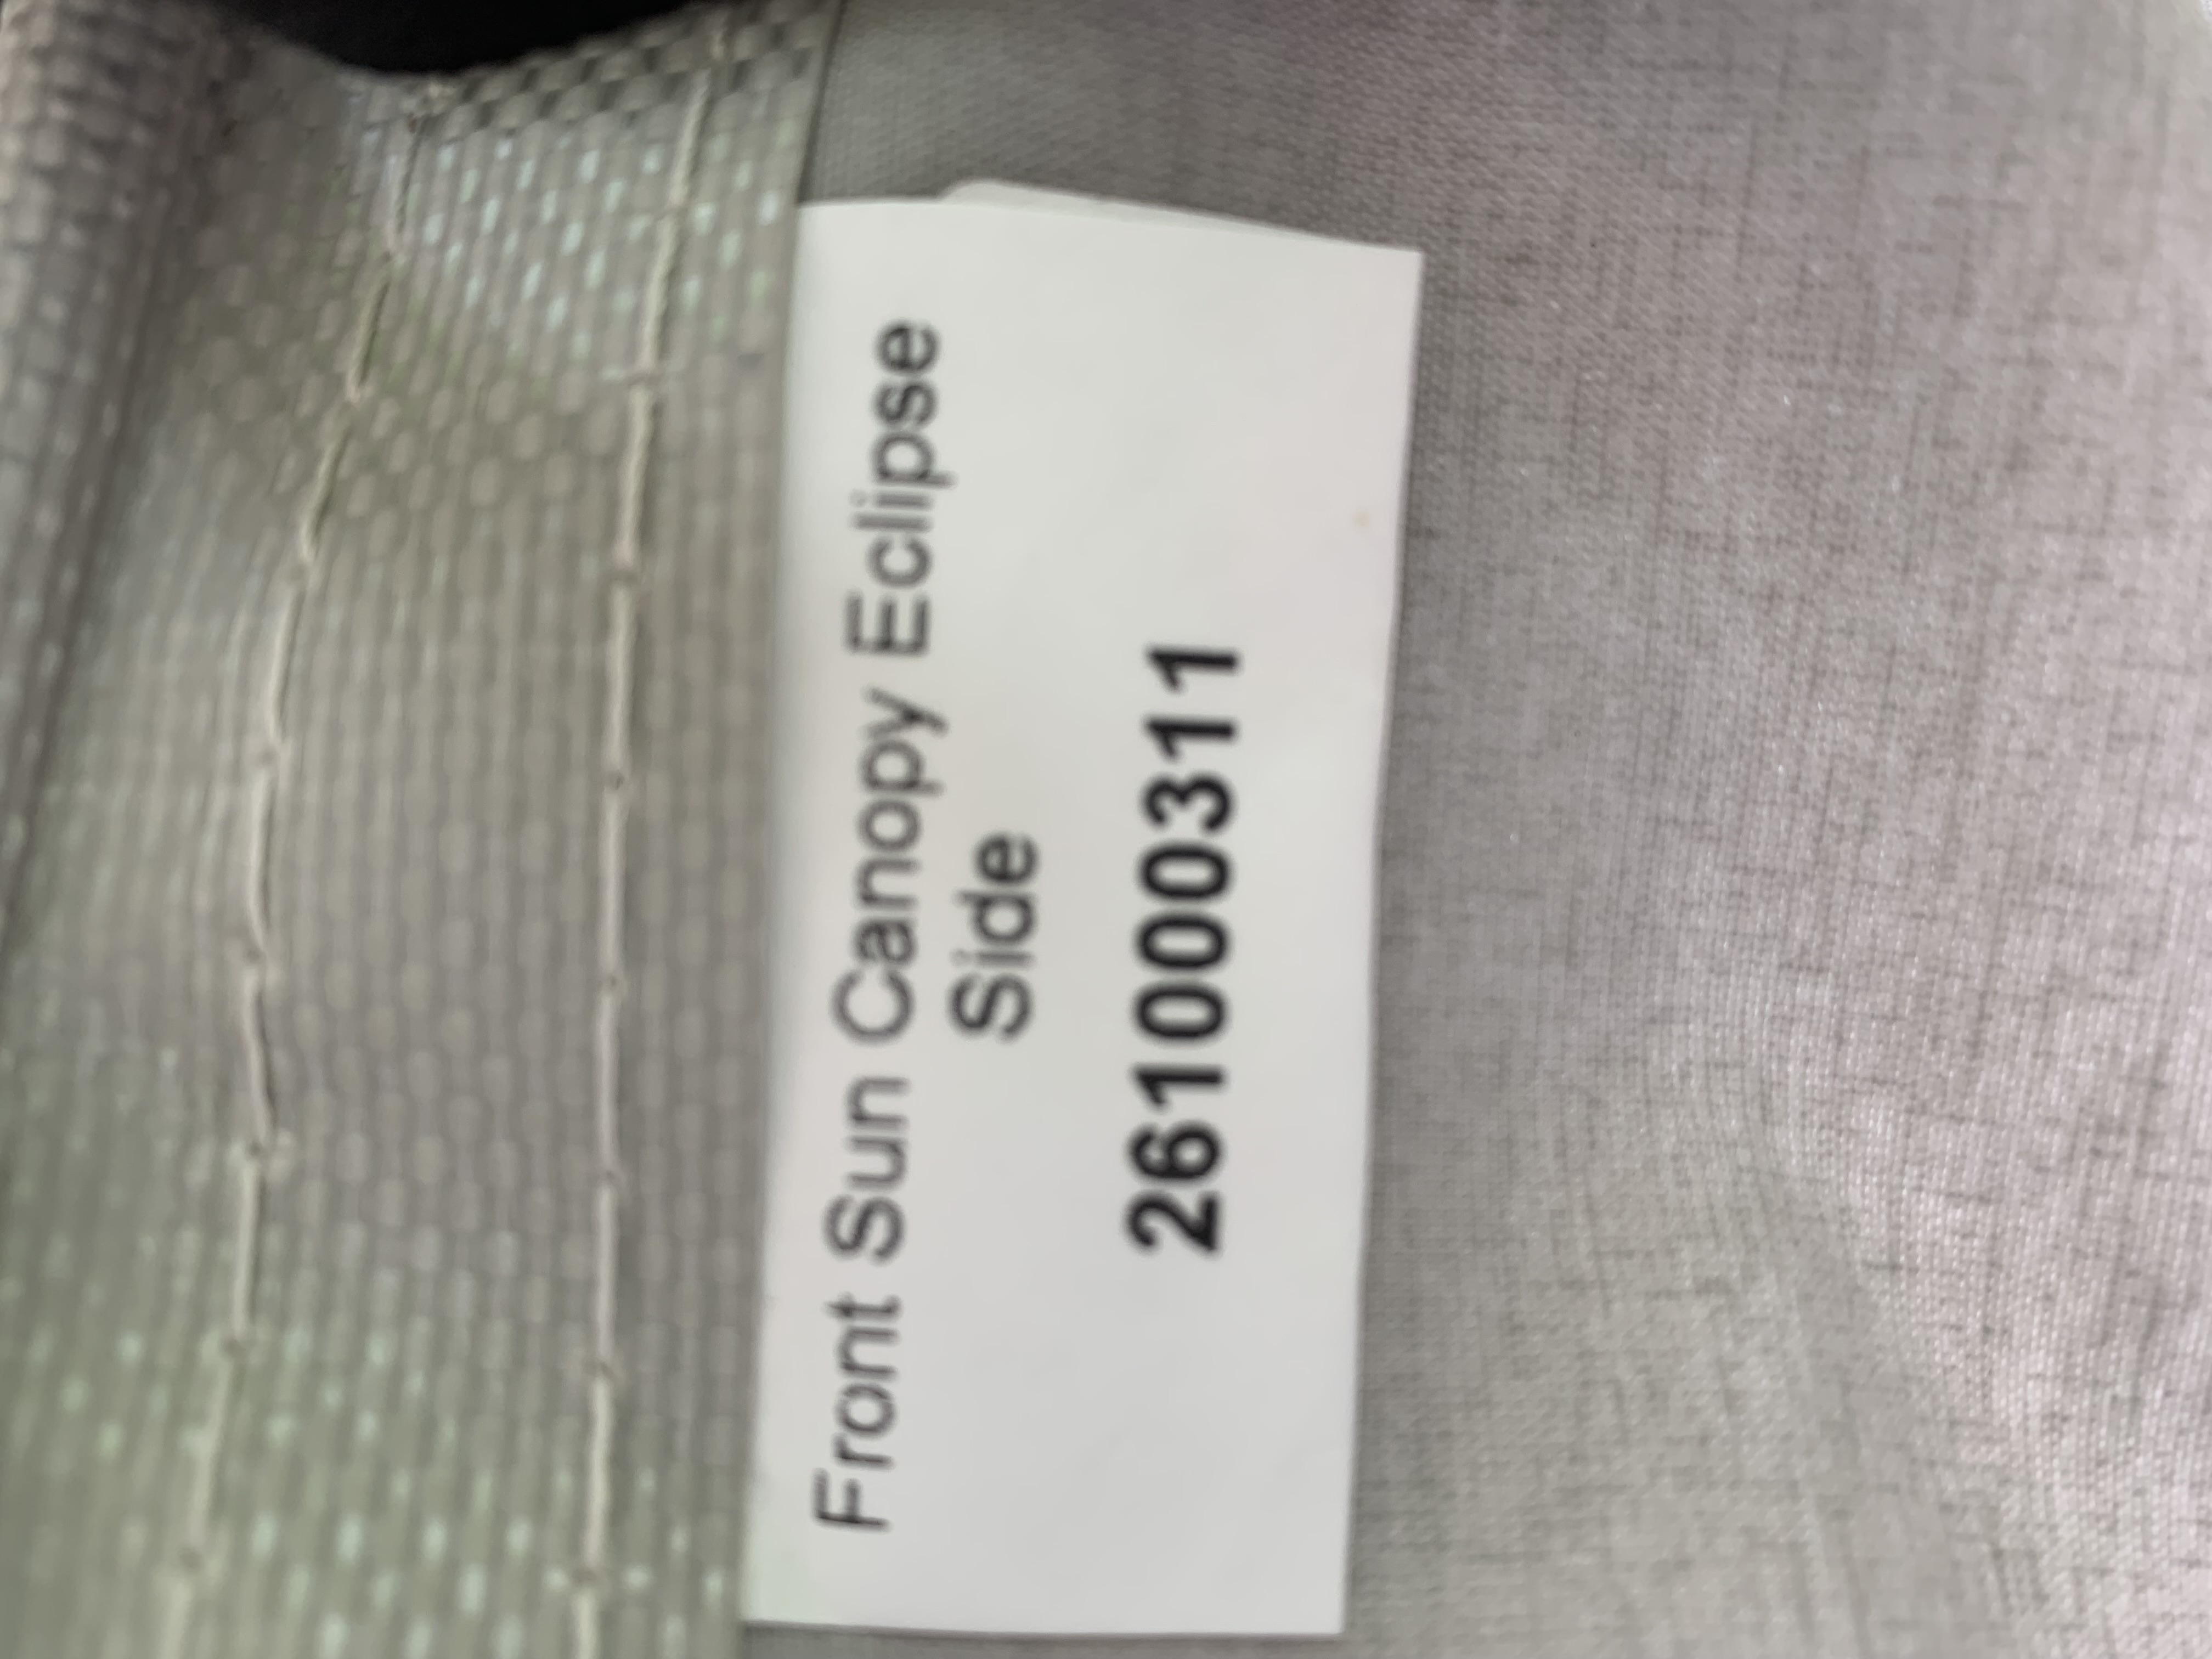 Front Sun Canopy Eclipse
Side
261000311